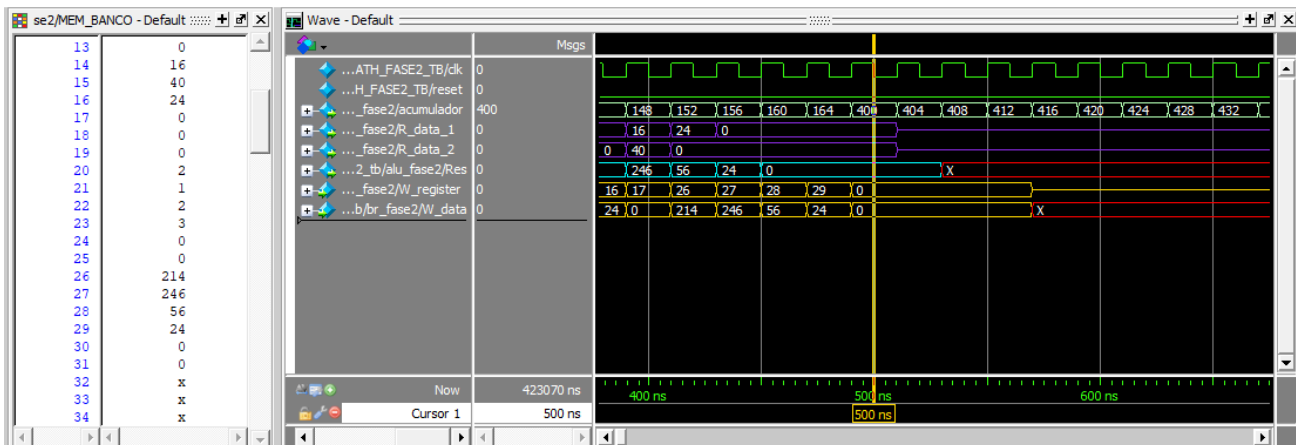 se2/MEM_BANCO - Default
13 0
14 16
15 40
16 24
17 0
18 0
19 0
20 2
21 1
22 2
23 3
24 0
25 0
26 214
27 246
28 56
29 24
30 0
31 0
32 x
33 x
34 x
Wave - Default
Msgs
...ATH_FASE2_TB/clk 0
...H_FASE2_TB/reset 0
..._fase2/acumulador 400 148 152 156 160 164 400 404 408 412 416 420 424 428 432
..._fase2/R_data_1 0 16 24 0
..._fase2/R_data_2 0 0 40 0
...2_tb/alu_fase2/Res 0 246 56 24 0 X
..._fase2/W_register 0 16 17 26 27 28 29 0
...b/br_fase2/W_data 0 24 0 214 246 56 24 0 X
Now 423070 ns 400 ns 500 ns 600 ns
Cursor 1 500 ns 500 ns